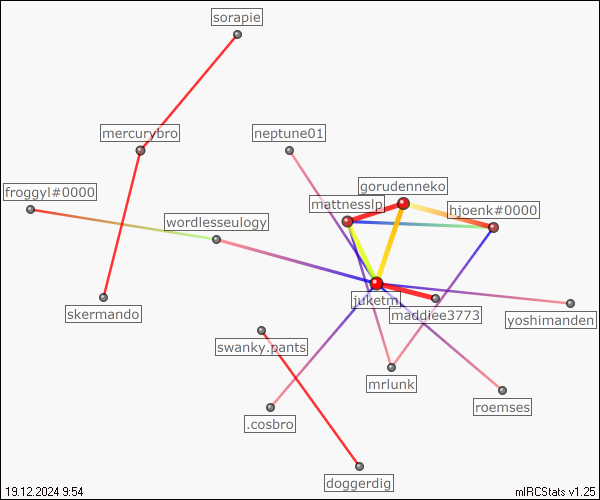 sorapie
mercurybro
neptune01
froggyl#0000
gorudenneko
mattnesslp
hjoenk#0000
wordlesseulogy
juketm
maddiee3773
skermando
yoshimanden
swanky.pants
mrlunk
roemses
.cosbro
doggerdig
19.12.2024 9:54
mIRCStats v1.25